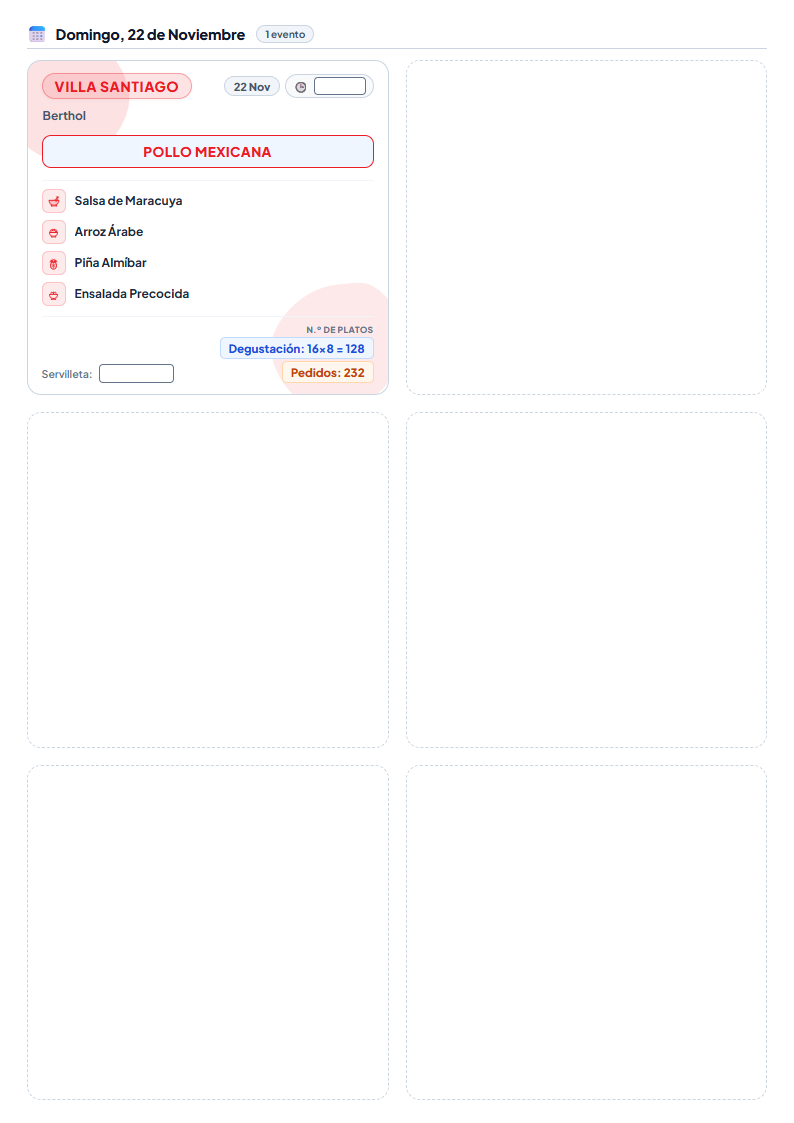 Domingo, 22 de Noviembre 1 evento
VILLA SANTIAGO 22 Nov
Berthol
POLLO MEXICANA
Salsa de Maracuya
Arroz Árabe
Piña Almíbar
Ensalada Precocida
N.º DE PLATOS
Degustación: 16×8 = 128
Pedidos: 232
Servilleta: